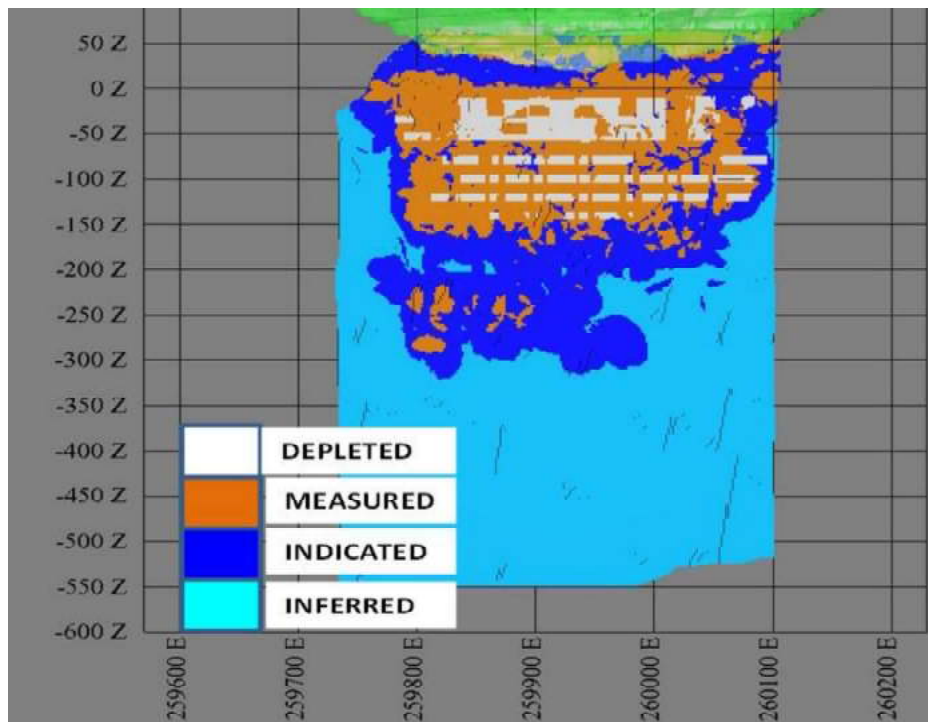 50 Z
0 Z
-50 Z
-100 Z
-150 Z
-200 Z
-250 Z
-300 Z
-350 Z
-400 Z
-450 Z
-500 Z
-550 Z
-600 Z
DEPLETED
MEASURED
INDICATED
INFERRED
259600 E
259700 E
259800 E
259900 E
260000 E
260100 E
260200 E